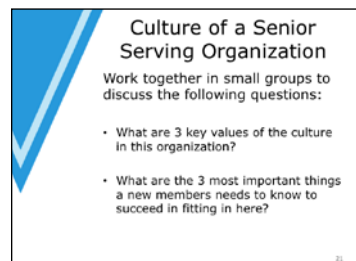 Culture of a Senior
Serving Organization
Work together in small groups to
discuss the following questions:
• What are 3 key values of the culture
in this organization?
• What are the 3 most important things
a new members needs to know to
succeed in fitting in here?
21